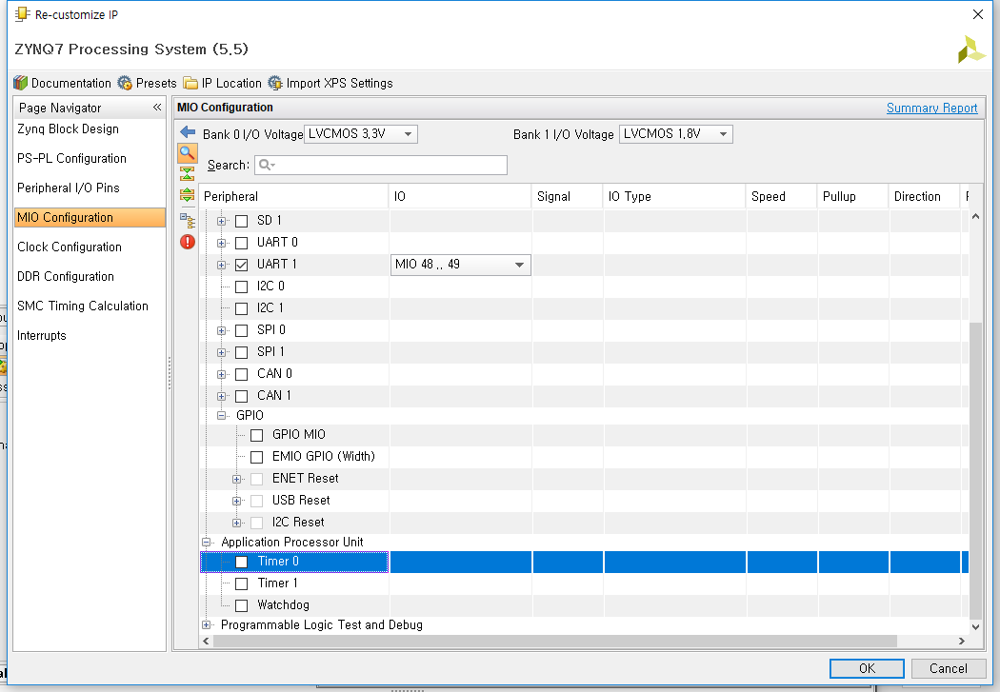 Re-customize IP
ZYNQ7 Processing System (5.5)
Documentation Presets IP Location Import XPS Settings
Page Navigator «
Zynq Block Design
PS-PL Configuration
Peripheral I/O Pins
MIO Configuration
Clock Configuration
DDR Configuration
SMC Timing Calculation
Interrupts
MIO Configuration Summary Report
Bank 0 I/O Voltage LVCMOS 3.3V Bank 1 I/O Voltage LVCMOS 1.8V
Search:
Peripheral IO Signal IO Type Speed Pullup Direction
SD 1
UART 0
UART 1 MIO 48 .. 49
I2C 0
I2C 1
SPI 0
SPI 1
CAN 0
CAN 1
GPIO
GPIO MIO
EMIO GPIO (Width)
ENET Reset
USB Reset
I2C Reset
Application Processor Unit
Timer 0
Timer 1
Watchdog
Programmable Logic Test and Debug
OK Cancel